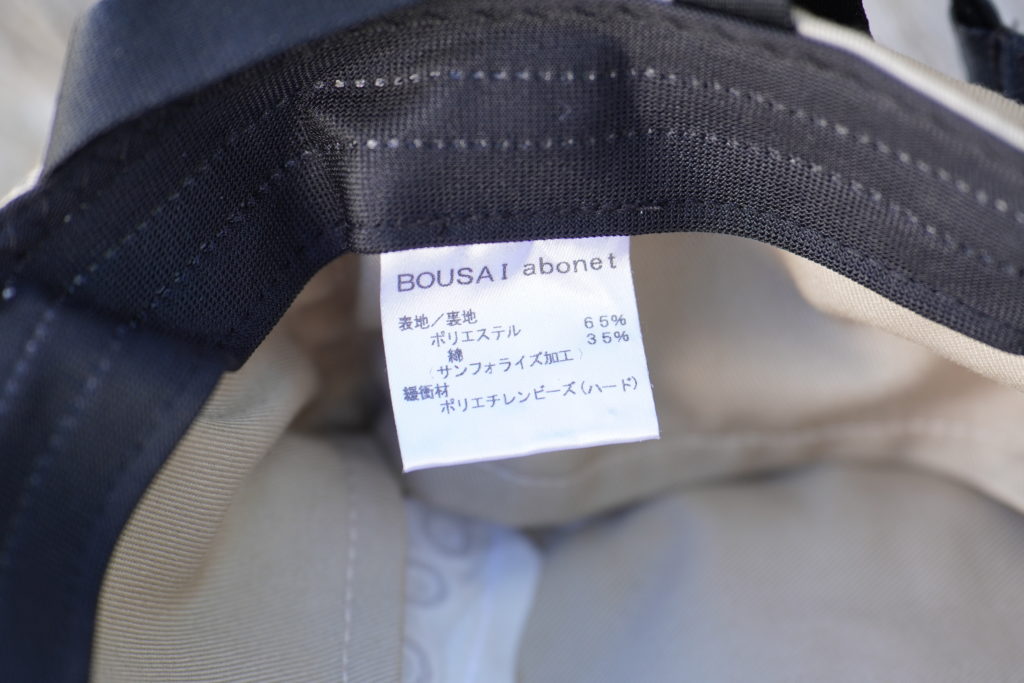 BOUSAI abonet
表地／裏地
ポリエステル 65%
綿 35%
（サンフォライズ加工）
緩衝材
ポリエチレンビーズ(ハード)